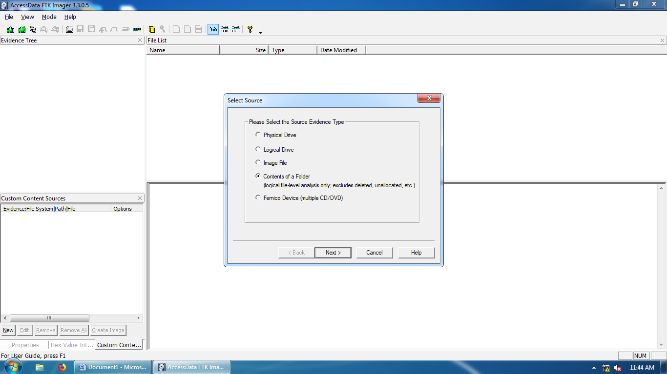 AccessData FTK Imager 3.3.0.5
File View Mode Help
Evidence Tree
File List
Name Size Type Date Modified
Select Source
Please Select the Source Evidence Type
Physical Drive
Logical Drive
Image File
Contents of a Folder
(logical file-level analysis only; excludes deleted, unallocated, etc.)
Fernico Device (multiple CD/DVD)
< Back Next > Cancel Help
Custom Content Sources
Evidence:File System|Path|File Options
New Edit Remove Remove All Create Image
Properties Hex Value Int... Custom Conte...
For User Guide, press F1
NUM
Document1 - Micros... AccessData FTK Ima...
11:44 AM